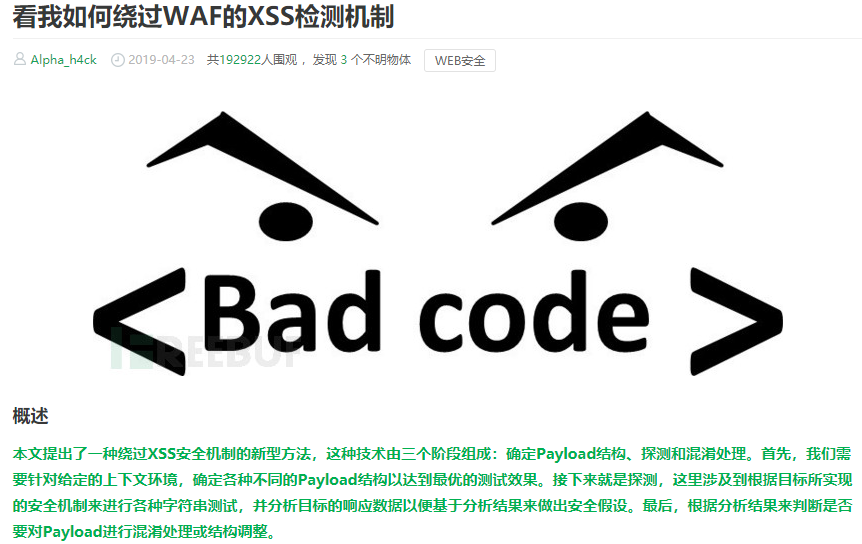 看我如何绕过WAF的XSS检测机制
Alpha_h4ck 2019-04-23 共192922人围观 ，发现 3 个不明物体 WEB安全
<Bad code>
REEBUF
概述
本文提出了一种绕过XSS安全机制的新型方法，这种技术由三个阶段组成：确定Payload结构、探测和混淆处理。首先，我们需
要针对给定的上下文环境，确定各种不同的Payload结构以达到最优的测试效果。接下来就是探测，这里涉及到根据目标所实现
的安全机制来进行各种字符串测试，并分析目标的响应数据以便基于分析结果来做出安全假设。最后，根据分析结果来判断是否
要对Payload进行混淆处理或结构调整。